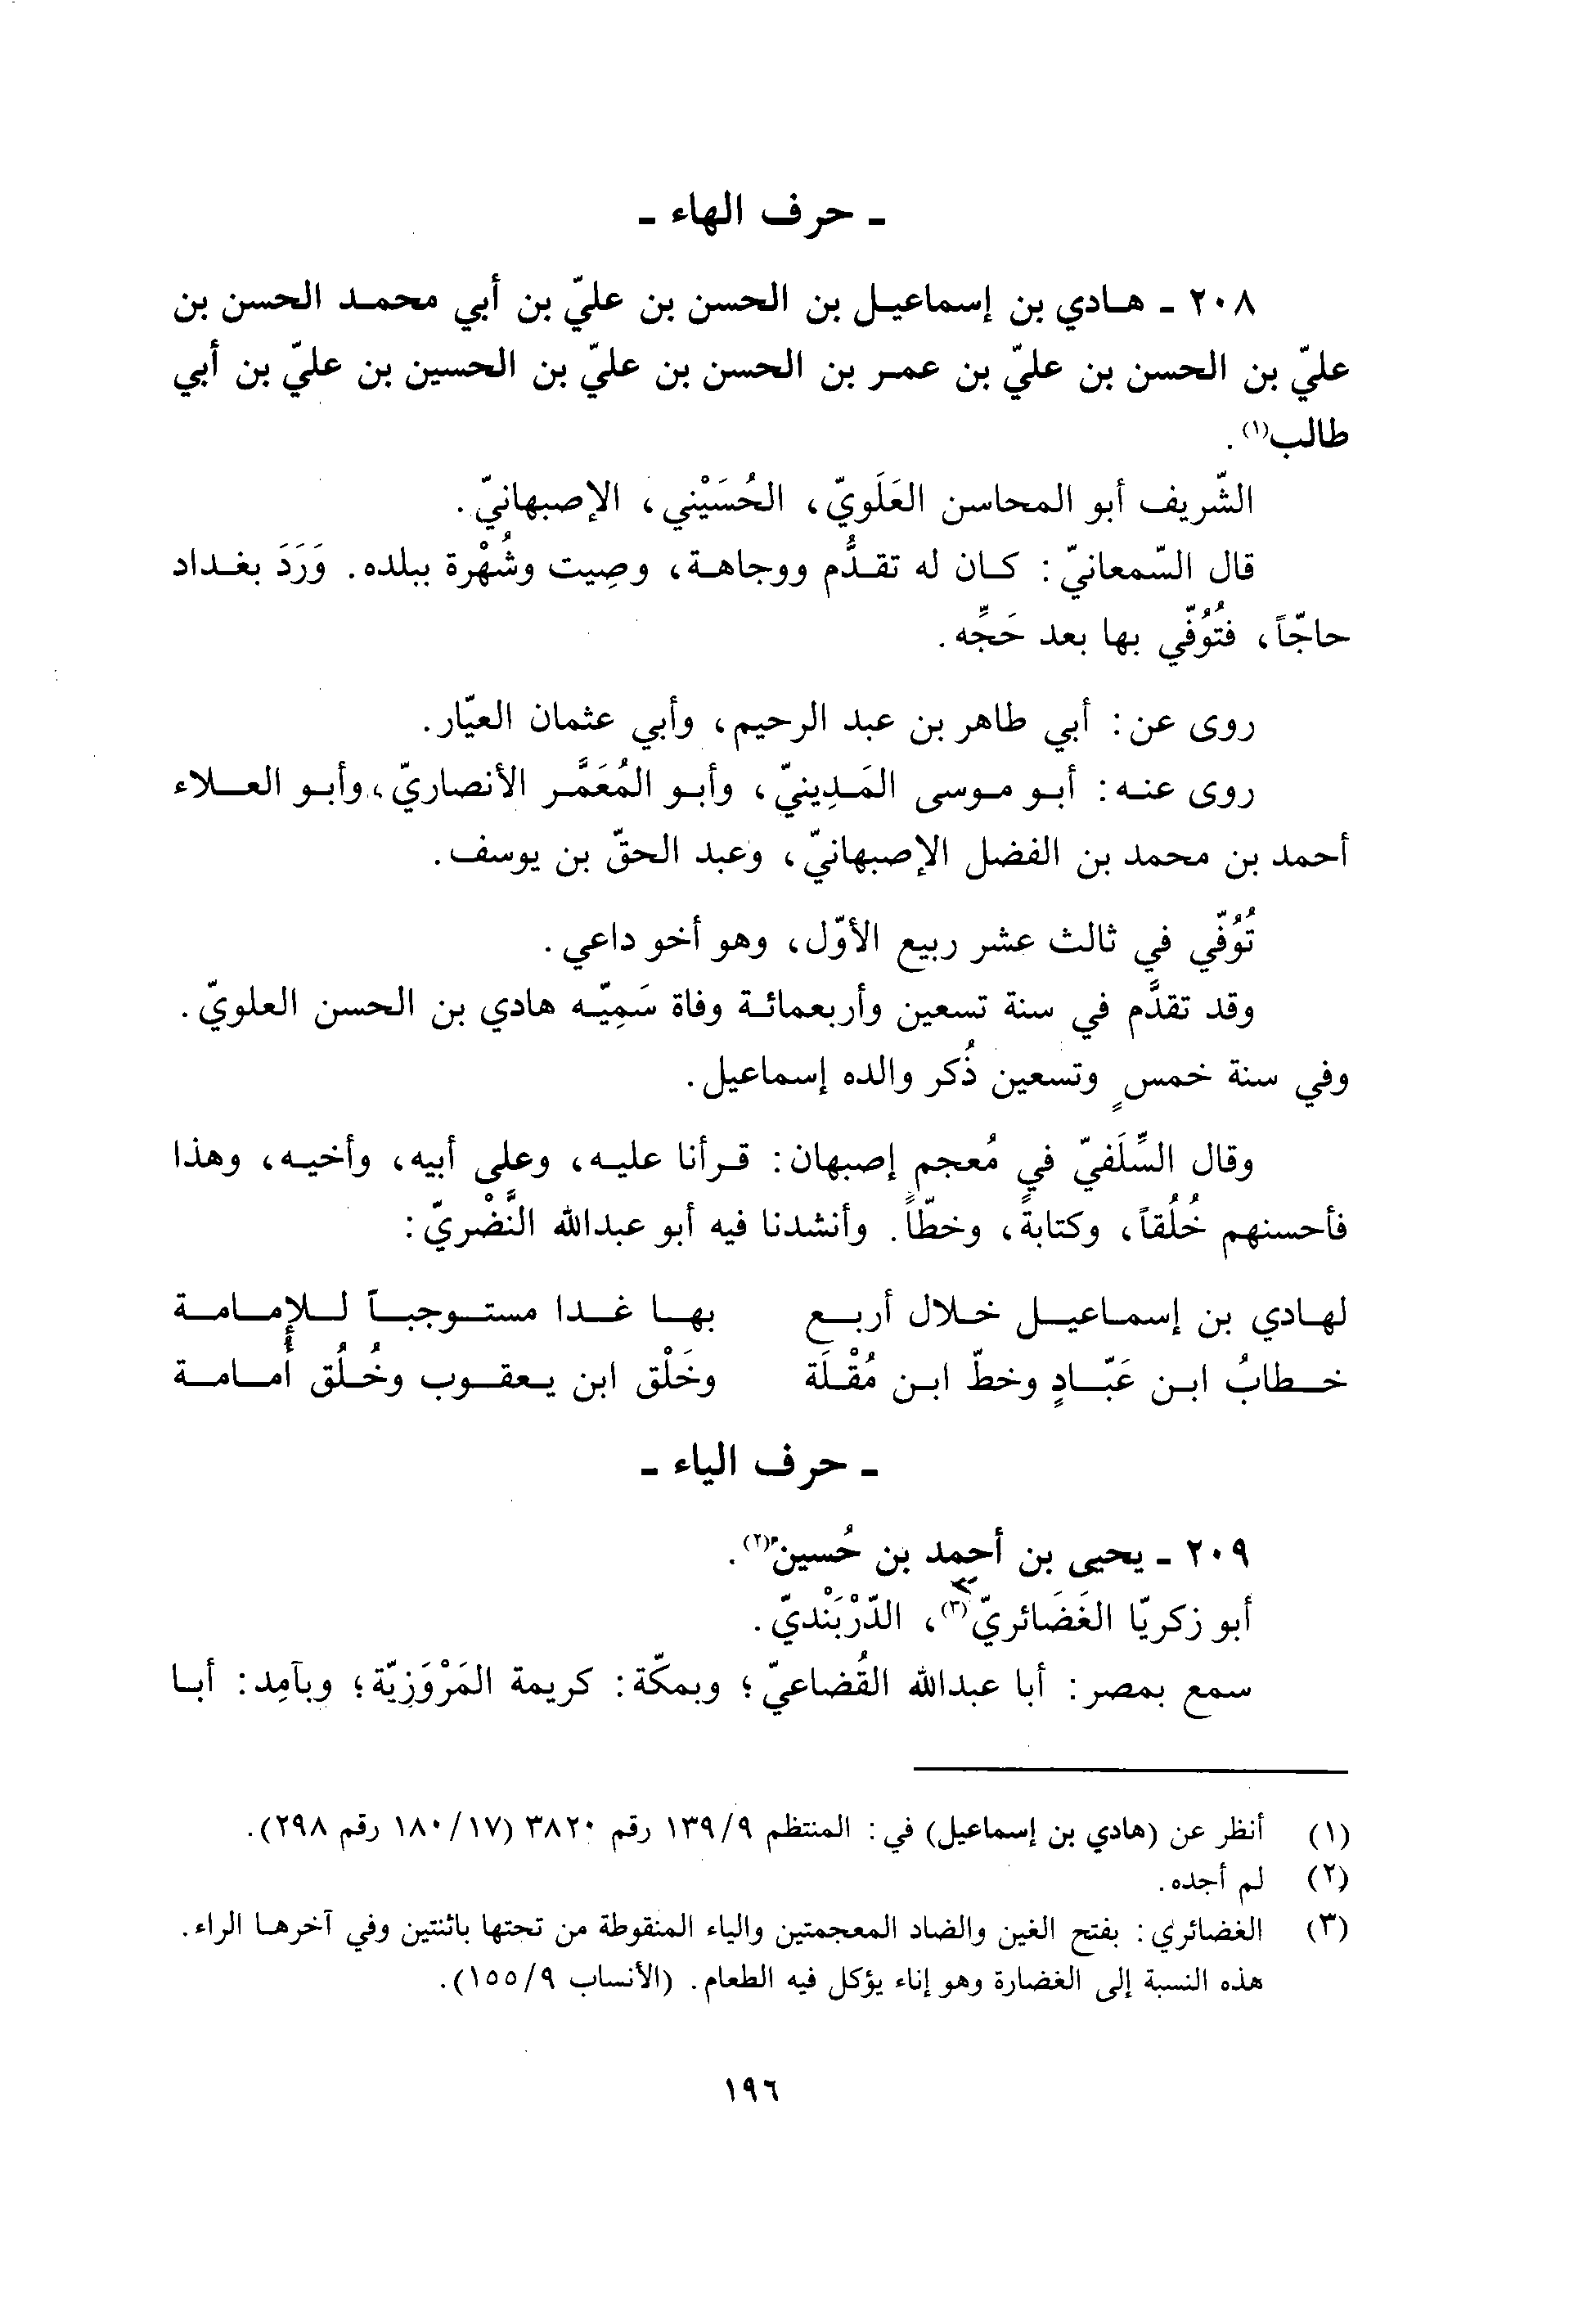 ـ حرف الهاء ـ
٢٠٨ ـ هادي بن إسماعيل بن الحسن بن عليّ بن أبي محمد الحسن بن
عليّ بن الحسن بن عليّ بن عمر بن الحسن بن عليّ بن الحسين بن عليّ بن أبي
طالب(١).
الشّريف أبو المحاسن العَلَويّ، الحُسَيْني، الإصبهانيّ.
قال السّمعانيّ: كان له تقدُّم ووجاهة، وصِيت وشُهْرة ببلده. وَرَدَ بغداد
حاجّاً، فتُوُفّي بها بعد حَجِّه.
روى عن: أبي طاهر بن عبد الرحيم، وأبي عثمان العيّار.
روى عنه: أبو موسى المَدِينيّ، وأبو المُعَمَّر الأنصاريّ، وأبو العلاء
أحمد بن محمد بن الفضل الإصبهانيّ، وعبد الحقّ بن يوسف.
تُوُفّي في ثالث عشر ربيع الأوّل، وهو أخو داعي.
وقد تقدَّم في سنة تسعين وأربعمائة وفاة سَمِيّه هادي بن الحسن العلويّ.
وفي سنة خمسٍ وتسعين ذُكر والده إسماعيل.
وقال السِّلَفيّ في مُعجم إصبهان: قرأنا عليه، وعلى أبيه، وأخيه، وهذا
فأحسنهم خُلُقاً، وكتابةً، وخطّاً. وأنشدنا فيه أبو عبدالله النَّضْريّ:
لهادي بن إسماعيل خلال أربع بها غدا مستوجباً للإمامة
خطابُ ابن عَبّادٍ وخطّ ابن مُقْلَة وخَلْق ابن يعقوب وخُلُق أُمامة
ـ حرف الياء ـ
٢٠٩ ـ يحيى بن أحمد بن حُسين(٢).
أبو زكريّا الغَضَائريّ(٣)، الدّرْبَنْديّ.
سمع بمصر: أبا عبدالله القُضاعيّ؛ وبمكّة: كريمة المَرْوَزِيّة؛ وبآمِد: أبا
(١) أنظر عن (هادي بن إسماعيل) في: المنتظم ١٣٩/٩ رقم ٣٨٢٠ (١٨٠/١٧ رقم ٢٩٨).
(٢) لم أجده.
(٣) الغضائري: بفتح الغين والضاد المعجمتين والياء المنقوطة من تحتها باثنتين وفي آخرها الراء.
هذه النسبة إلى الغضارة وهو إناء يؤكل فيه الطعام. (الأنساب ١٥٥/٩).
١٩٦